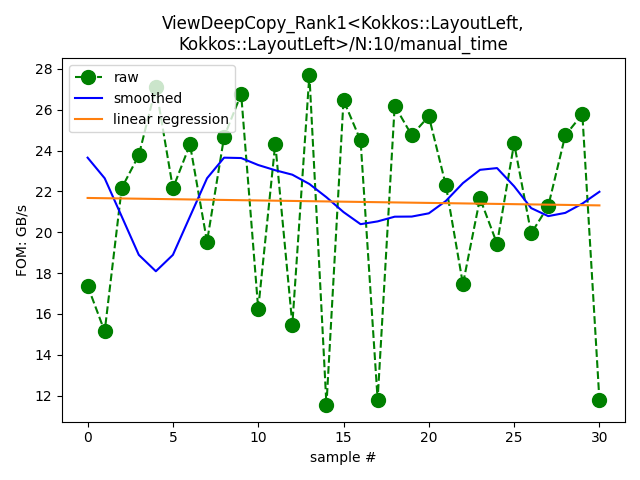 ViewDeepCopy_Rank1<Kokkos::LayoutLeft,
Kokkos::LayoutLeft>/N:10/manual_time
raw
smoothed
linear regression
FOM: GB/s
28
26
24
22
20
18
16
14
12
0 5 10 15 20 25 30
sample #